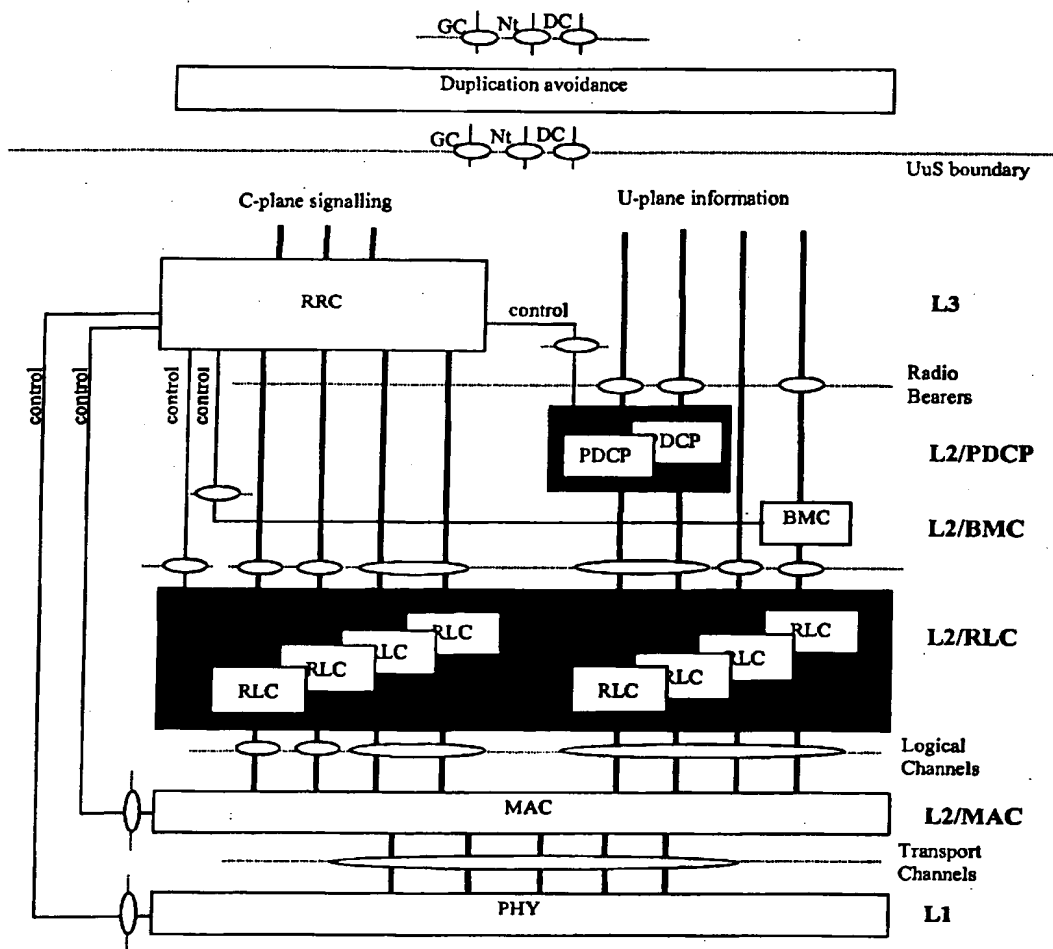 GC Nt DC
Duplication avoidance
GC Nt DC
UuS boundary
C-plane signalling
U-plane information
RRC
L3
control
control
control
control
control
Radio
Bearers
PDCP
PDCP
L2/PDCP
BMC
L2/BMC
RLC
RLC
RLC
RLC
RLC
RLC
RLC
RLC
L2/RLC
Logical
Channels
MAC
L2/MAC
Transport
Channels
PHY
L1